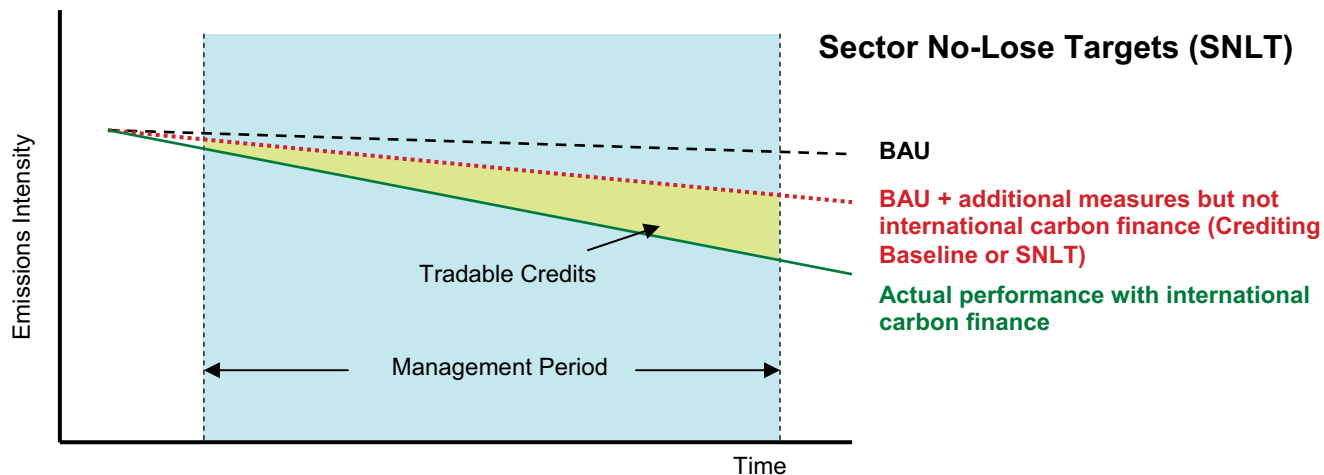 Sector No-Lose Targets (SNLT)
Emissions Intensity
BAU
BAU + additional measures but not
international carbon finance (Crediting
Baseline or SNLT)
Tradable Credits
Actual performance with international
carbon finance
Management Period
Time